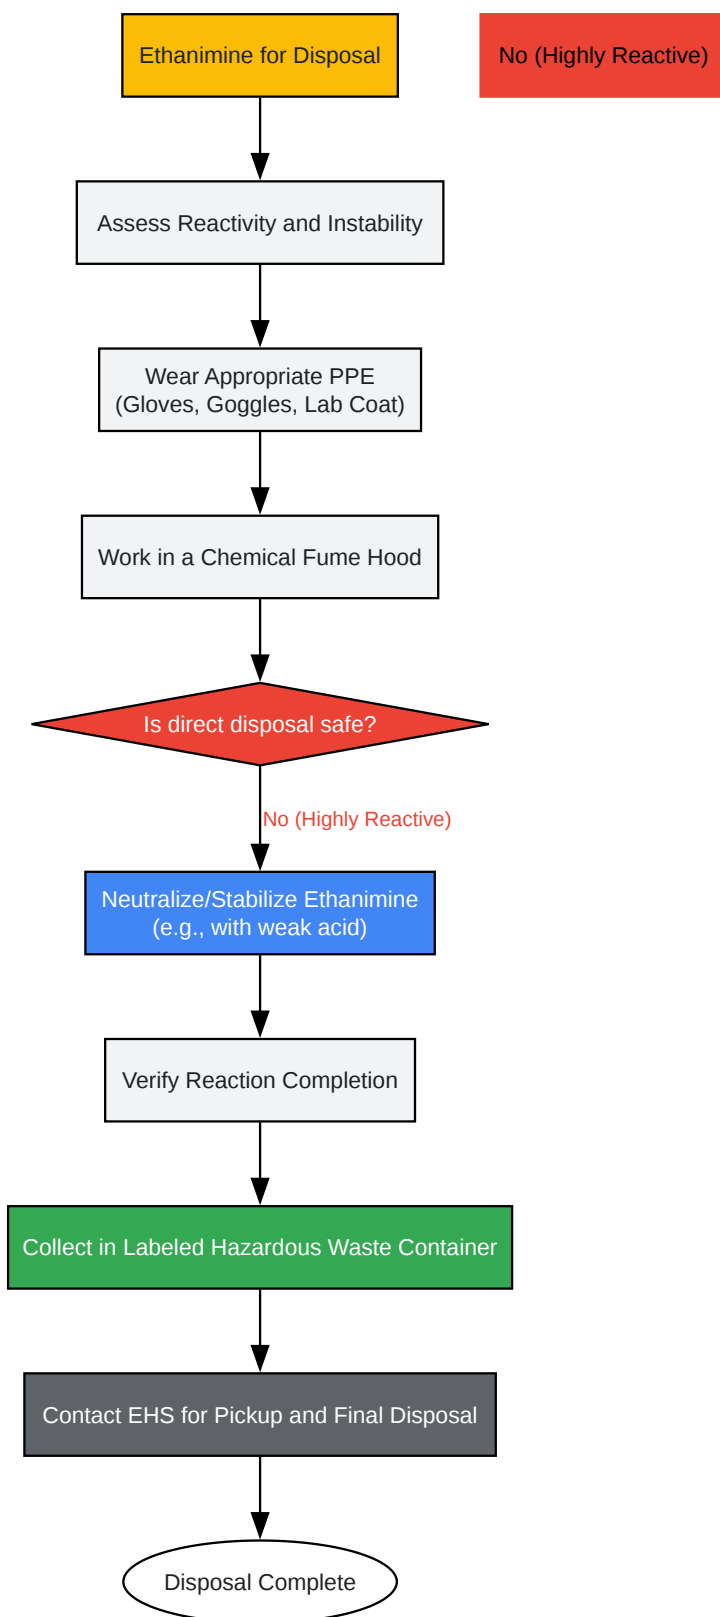 Ethanimine for Disposal
No (Highly Reactive)
Assess Reactivity and Instability
Wear Appropriate PPE
(Gloves, Goggles, Lab Coat)
Work in a Chemical Fume Hood
Is direct disposal safe?
No (Highly Reactive)
Neutralize/Stabilize Ethanimine
(e.g., with weak acid)
Verify Reaction Completion
Collect in Labeled Hazardous Waste Container
Contact EHS for Pickup and Final Disposal
Disposal Complete